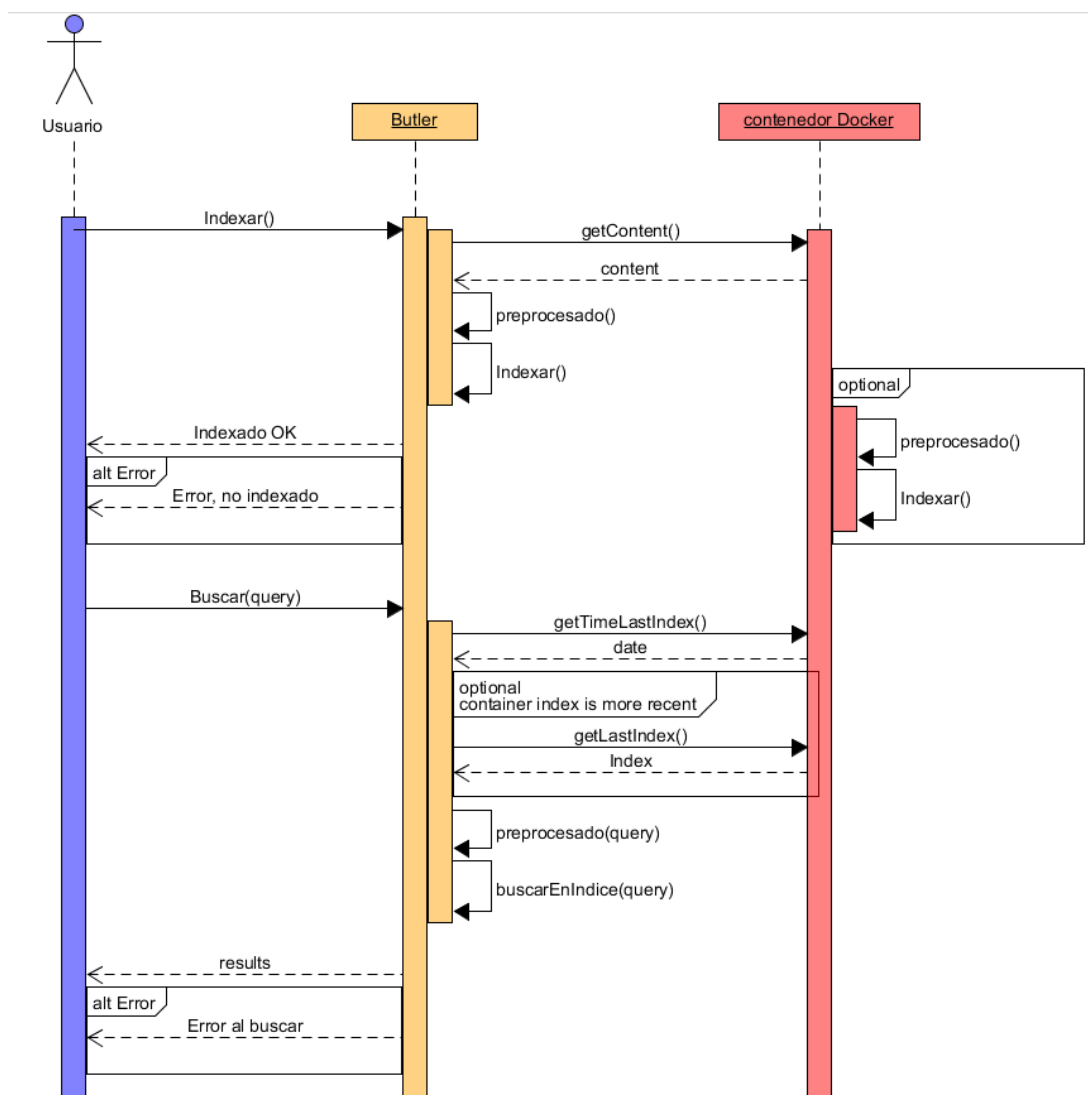 Usuario
Butler
contenedor Docker
Indexar()
getContent()
content
preprocesado()
Indexar()
optional
preprocesado()
Indexar()
Indexado OK
alt Error
Error, no indexado
Buscar(query)
getTimeLastIndex()
date
optional
container index is more recent
getLastIndex()
Index
preprocesado(query)
buscarEnIndice(query)
results
alt Error
Error al buscar